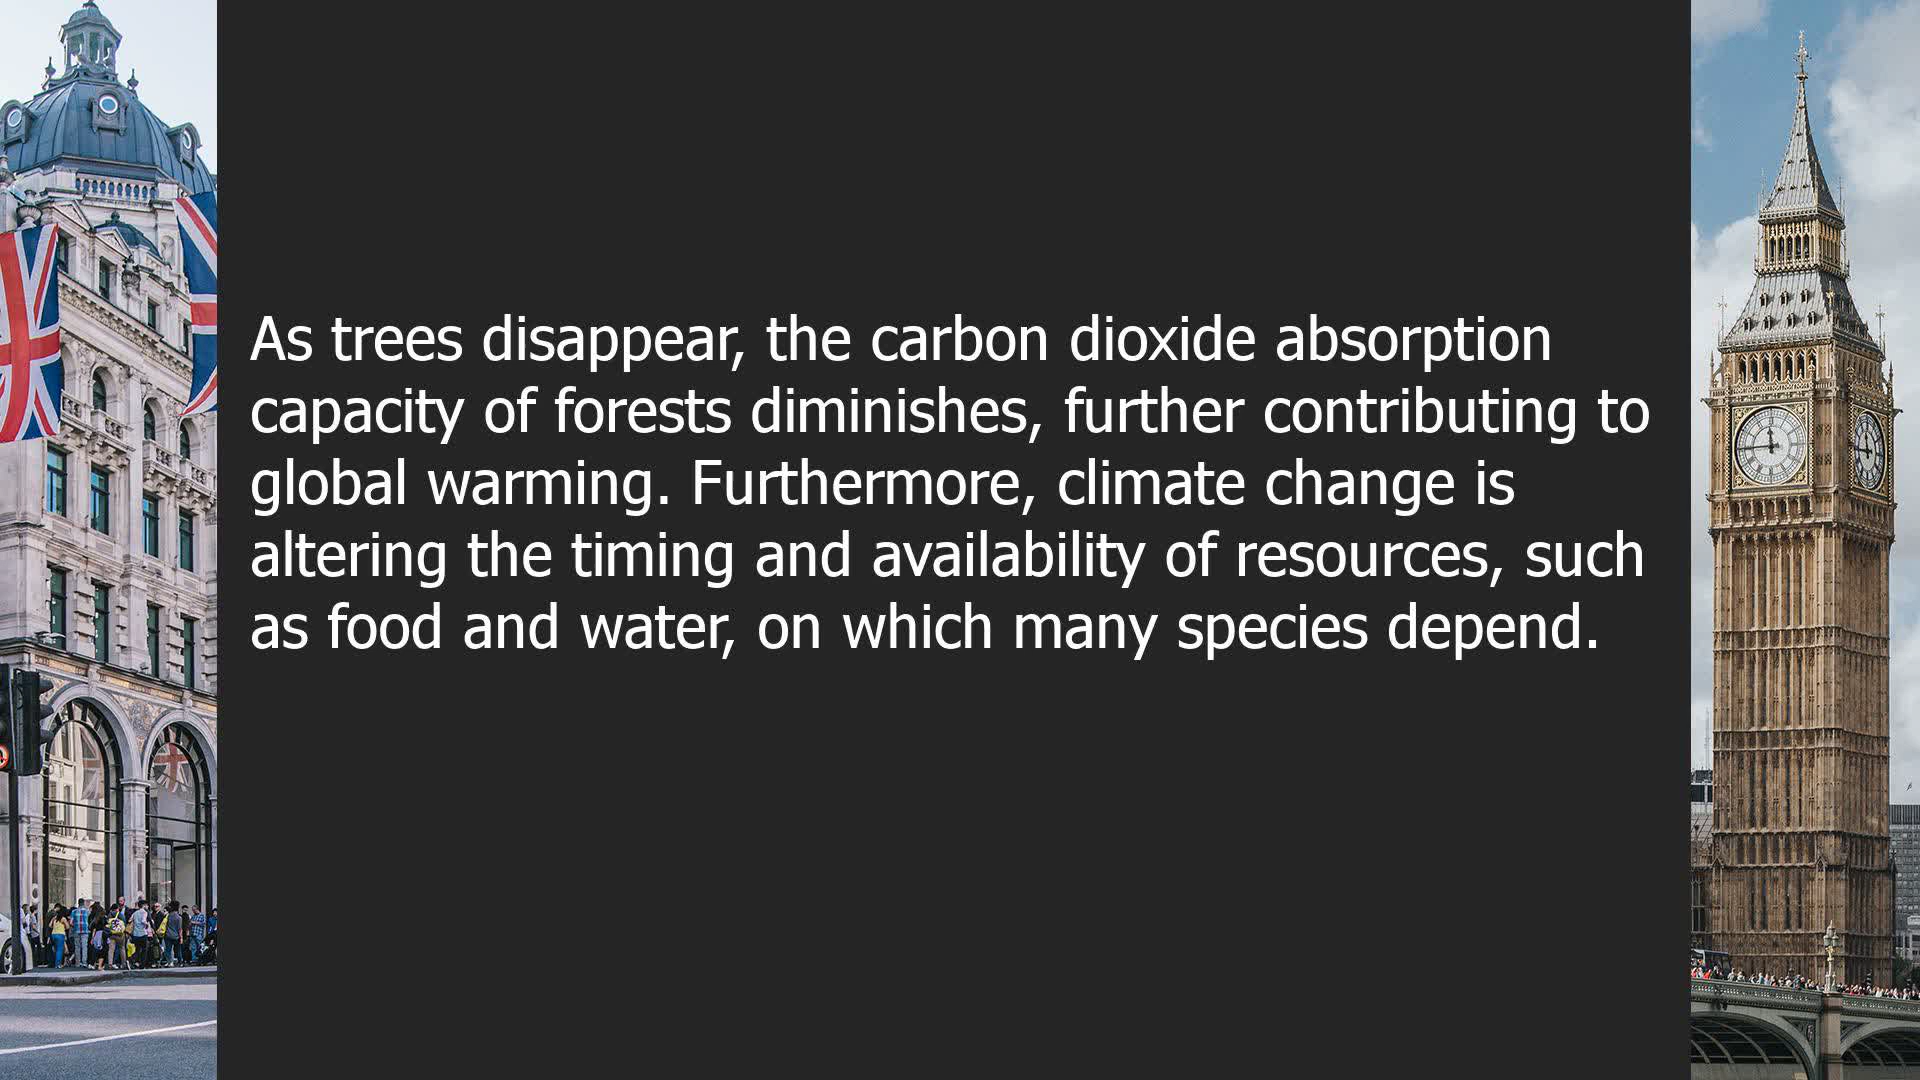 As trees disappear, the carbon dioxide absorption
capacity of forests diminishes, further contributing to
global warming. Furthermore, climate change is
altering the timing and availability of resources, such
as food and water, on which many species depend.